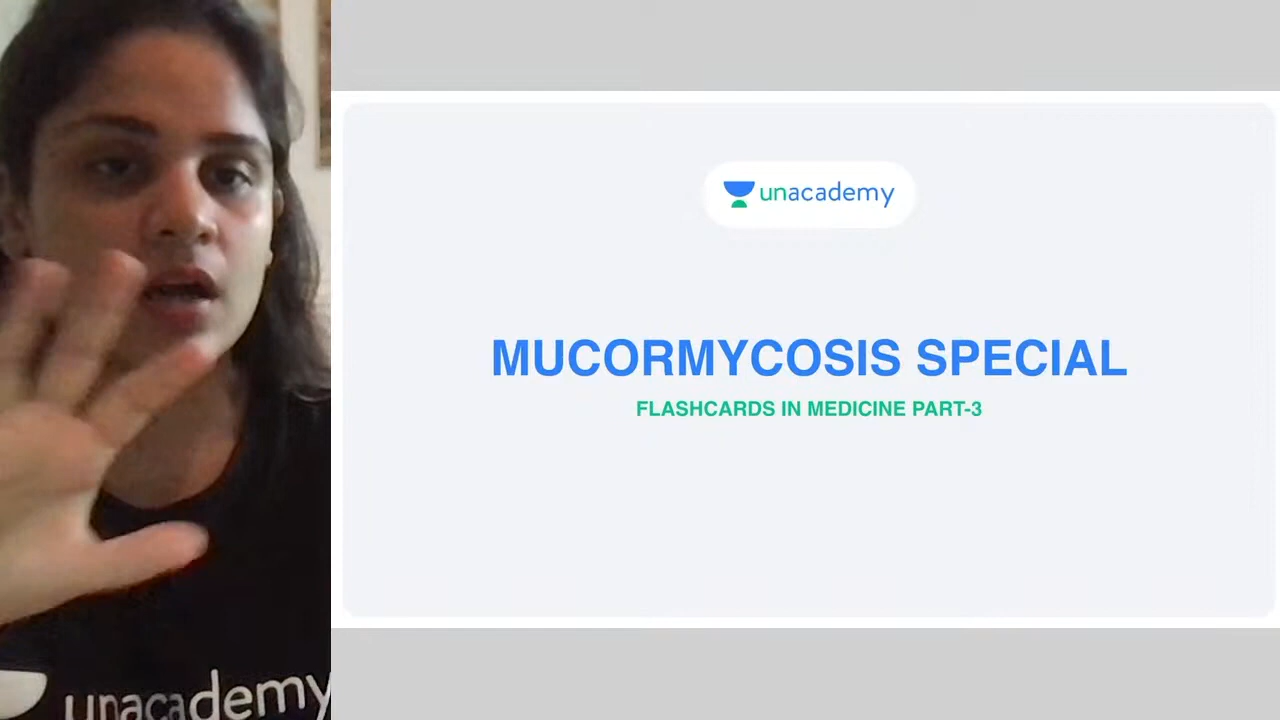 unacademy
MUCORMYCOSIS SPECIAL
FLASHCARDS IN MEDICINE PART-3
unacademy